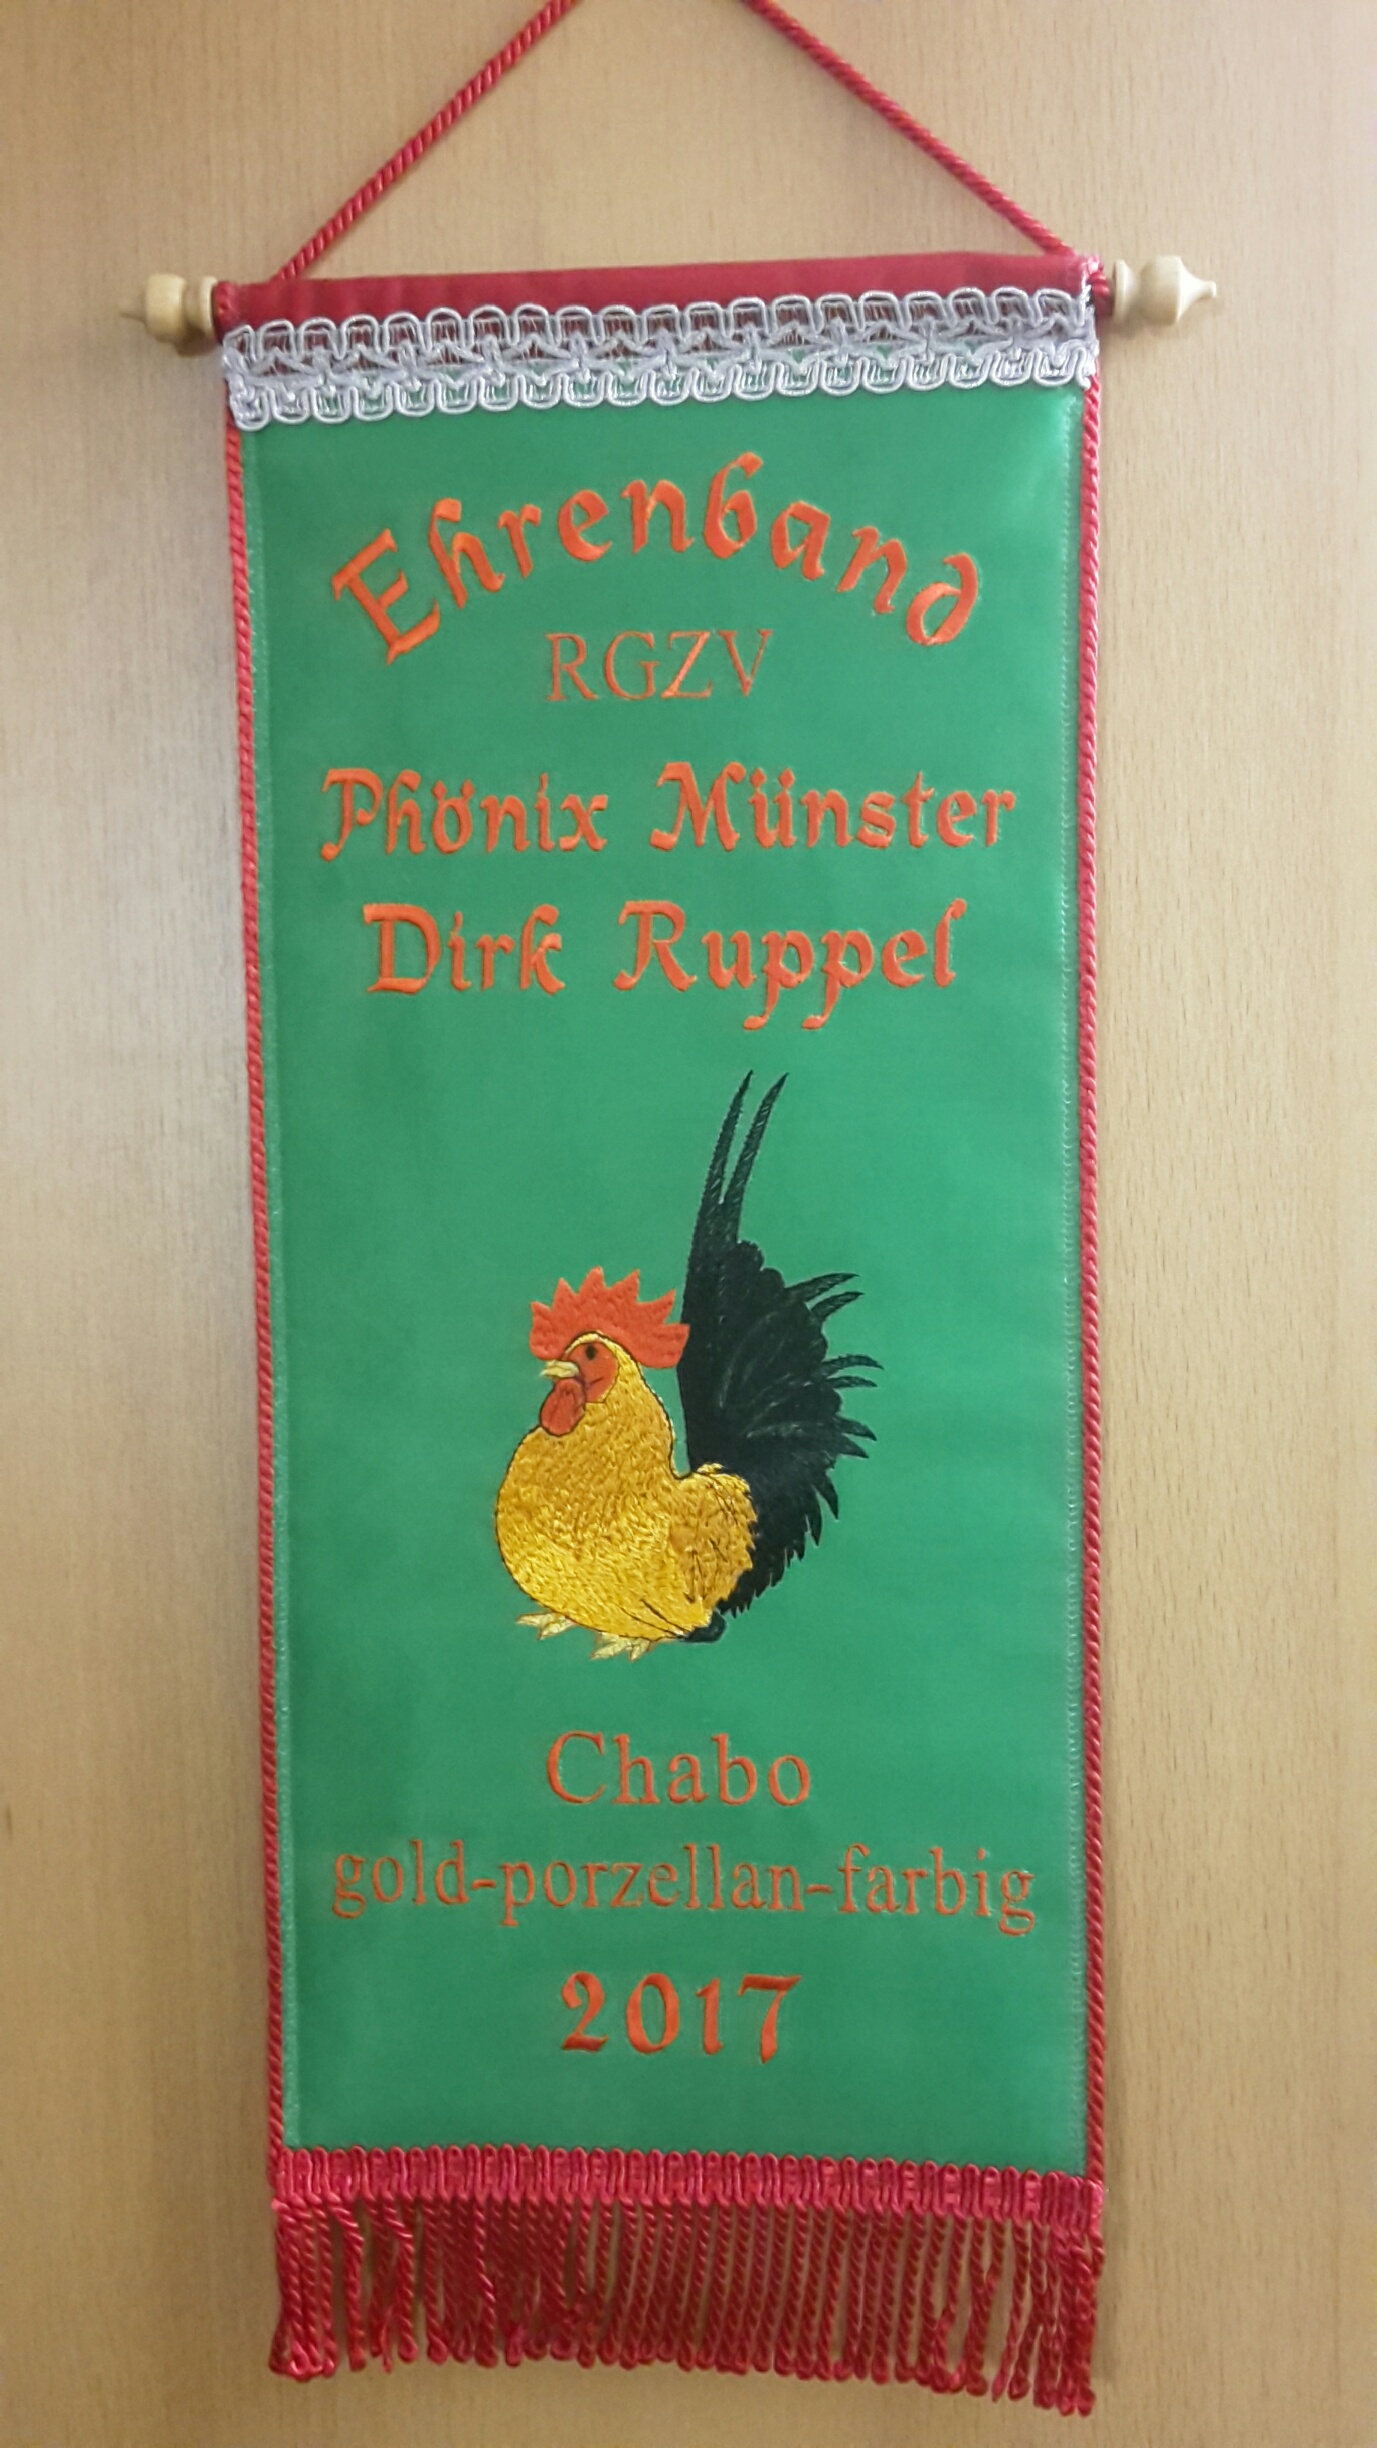 Ehrenband
RGZV
Phönix Münster
Dirk Ruppel
Chabo
gold-porzellan-farbig
2017